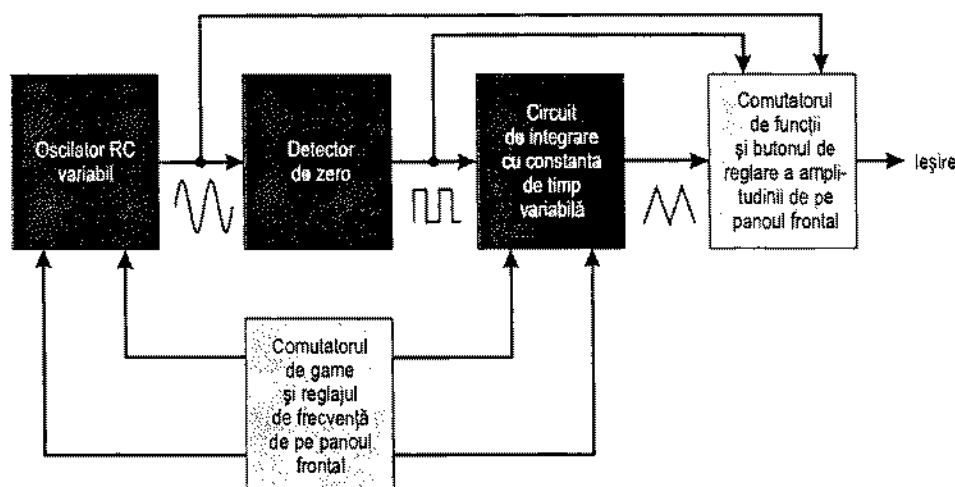 Oscilator RC
variabil
Detector
de zero
Circuit
de integrare
cu constanta
de timp
variabilă
Comutatorul
de funcții
și butonul de
reglare a ampli-
tudinii de pe
panoul frontal
Ieșire
Comutatorul
de game
și reglajul
de frecvență
de pe panoul
frontal